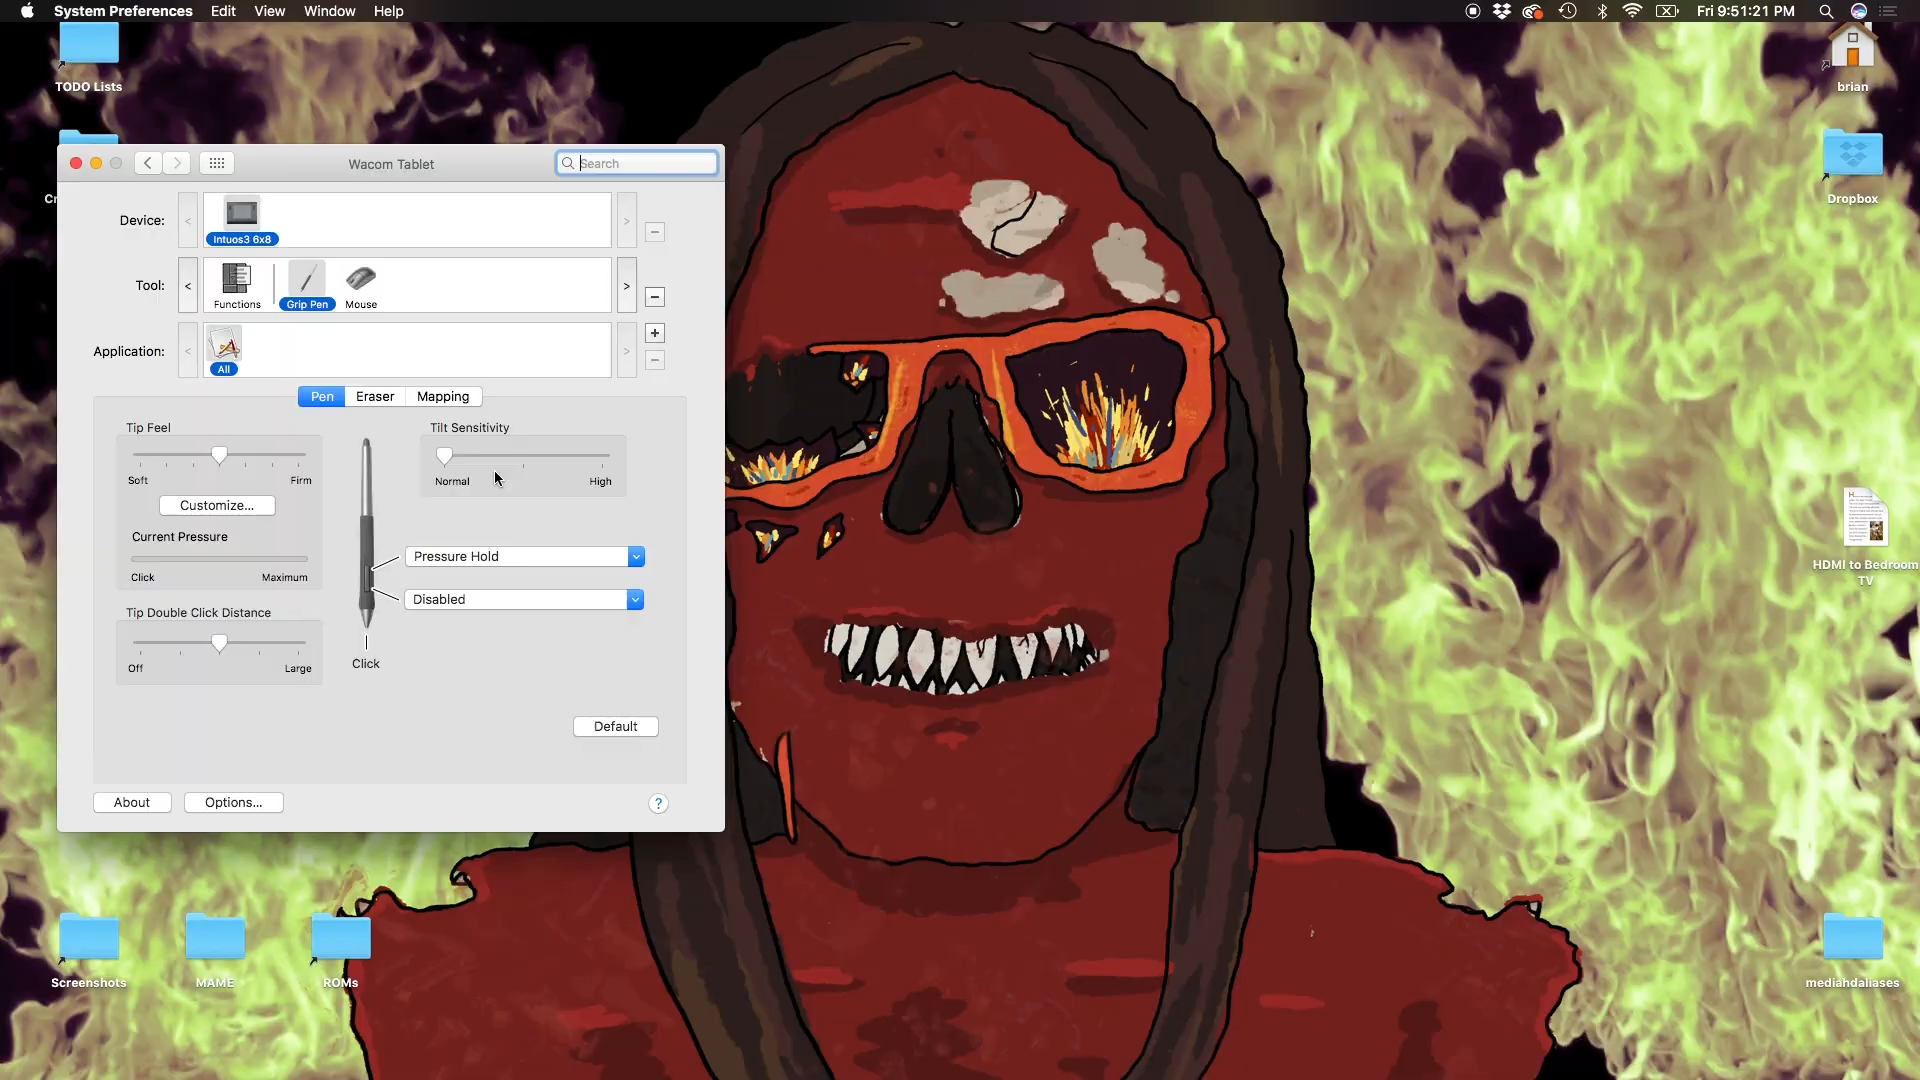 System Preferences Edit View Window Help
Fri 9:51:21 PM
TODO Lists
brian
Wacom Tablet
Search
Dropbox
Cr
Device:
Intuos3 6x8
Tool:
< Functions Grip Pen Mouse >
Application:
All
Pen Eraser Mapping
Tip Feel
Soft Firm
Customize...
Current Pressure
Click Maximum
Tip Double Click Distance
Off Large
Tilt Sensitivity
Normal High
Pressure Hold
Disabled
Click
Default
About Options... ?
HDMI to Bedroom
TV
Screenshots MAME ROMs
mediahdaliases